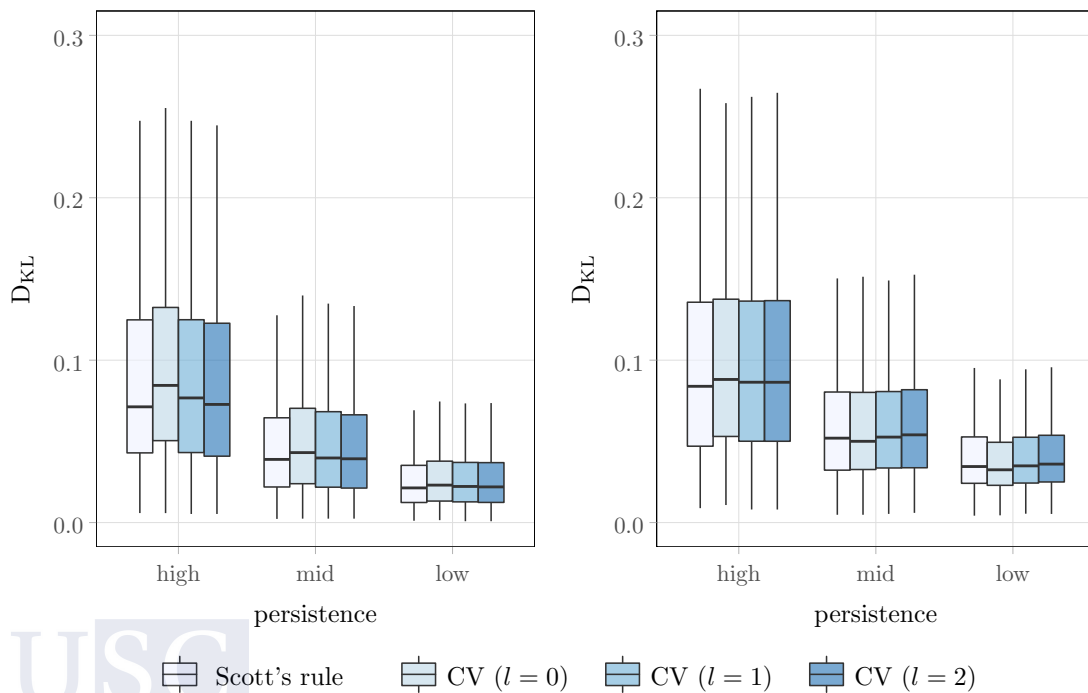 0.3
0.2
0.1
0.0
D_KL
high mid low
persistence
0.3
0.2
0.1
0.0
D_KL
high mid low
persistence
USC
Scott's rule CV (l = 0) CV (l = 1) CV (l = 2)